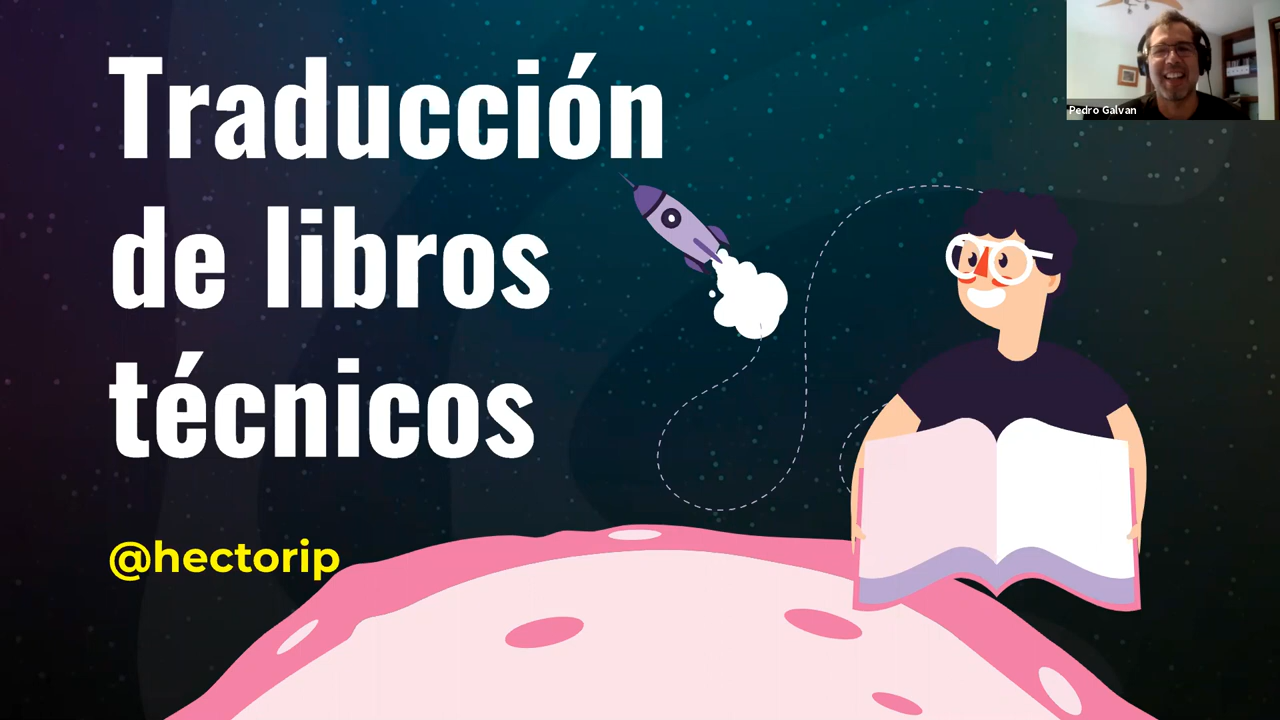 Traducción
de libros
técnicos
@hectorip
Pedro Galvan